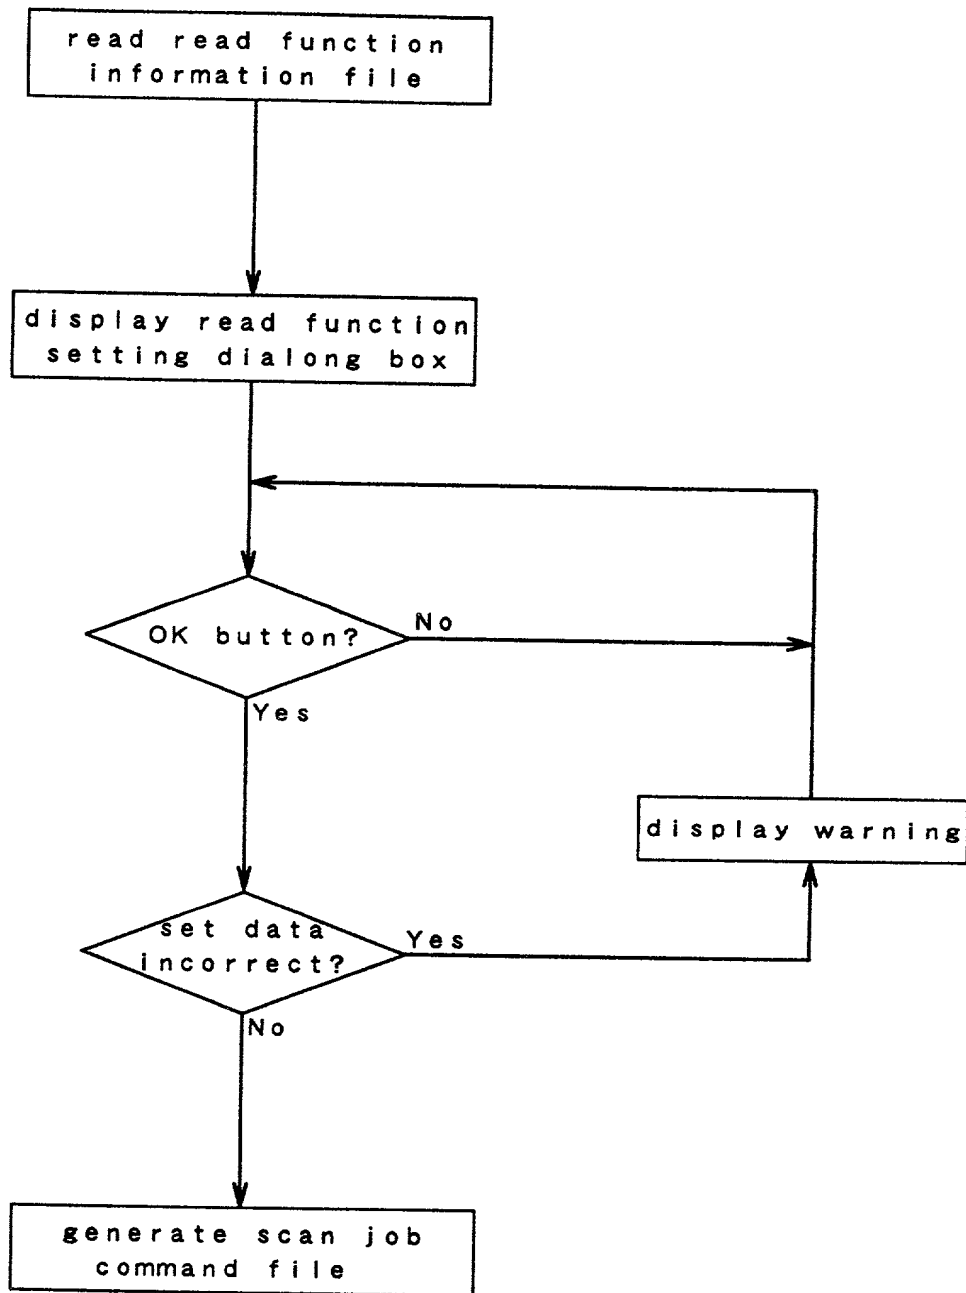 read read function
information file
display read function
setting dialong box
OK button?
No
Yes
display warning
set data
incorrect?
Yes
No
generate scan job
command file